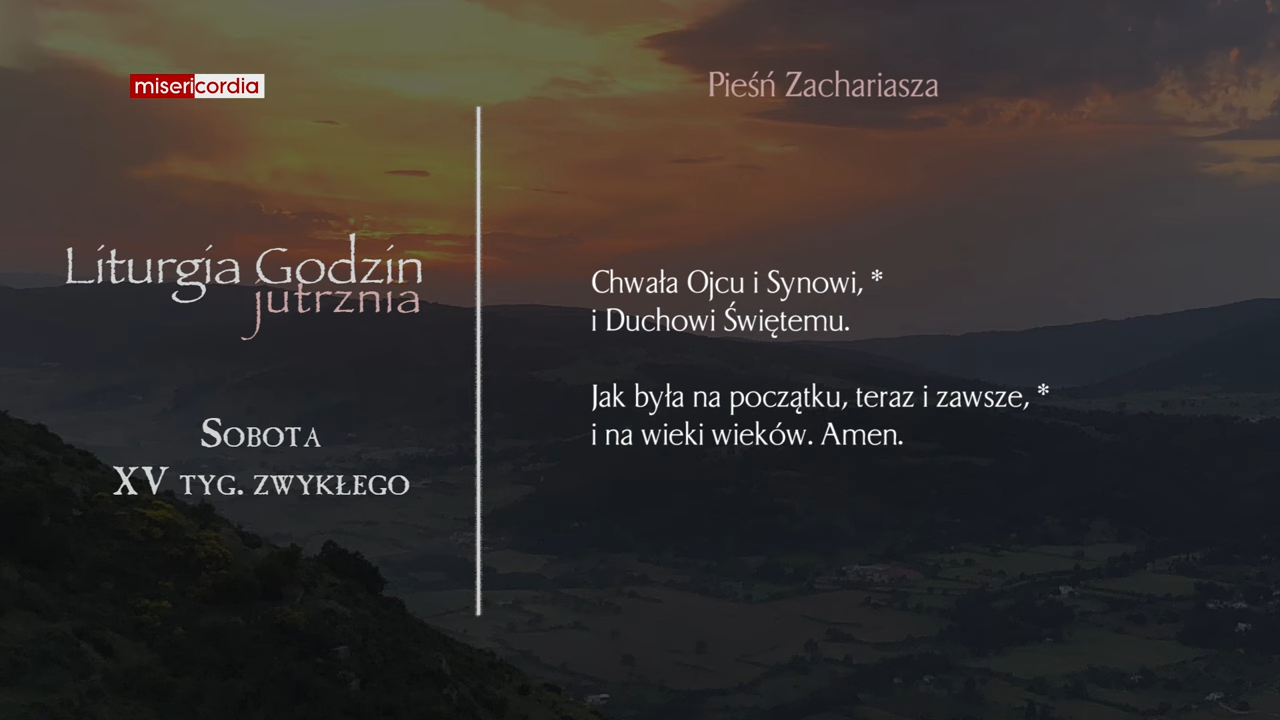 misericordia
Pieśń Zachariasza
Liturgia Godzin
jutrznia
Sobota
XV tyg. zwykłego
Chwała Ojcu i Synowi, *
i Duchowi Świętemu.
Jak była na początku, teraz i zawsze, *
i na wieki wieków. Amen.